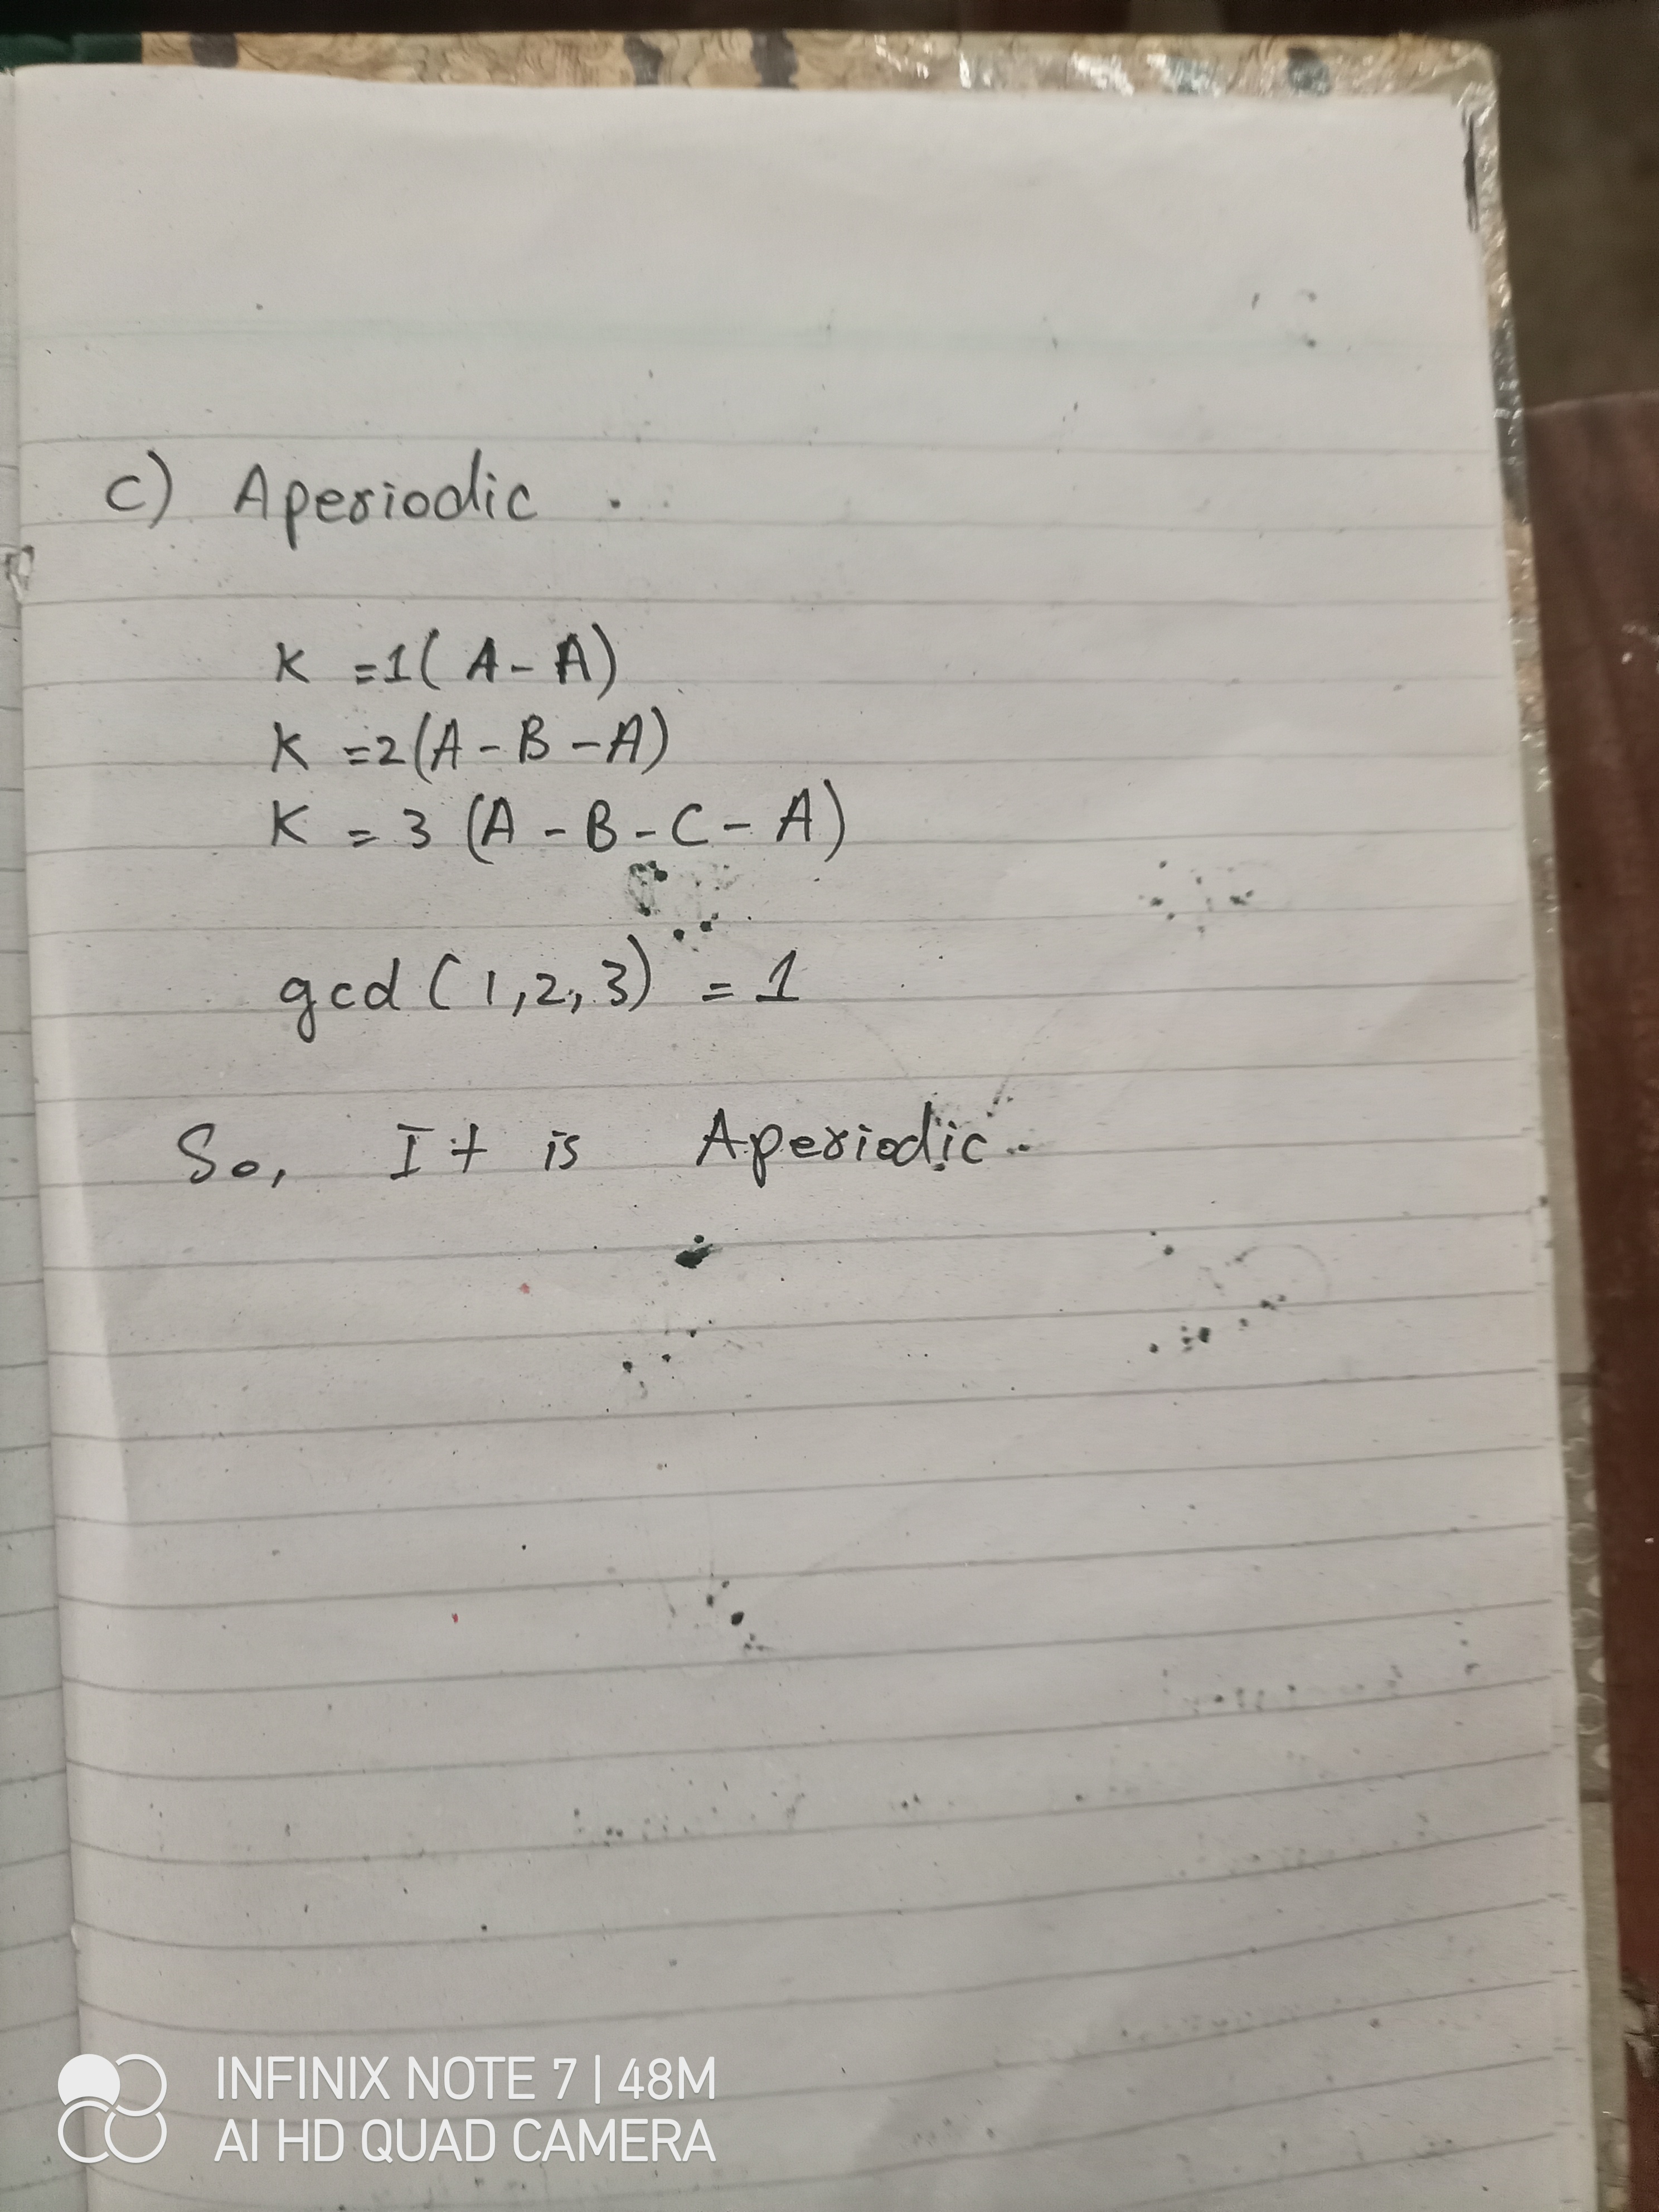 c) Aperiodic .
K =1( A - A)
K =2(A - B - A)
K = 3 (A - B - C - A)
gcd ( 1,2,3) = 1
So, It is Aperiodic.
INFINIX NOTE 7 | 48M
AI HD QUAD CAMERA